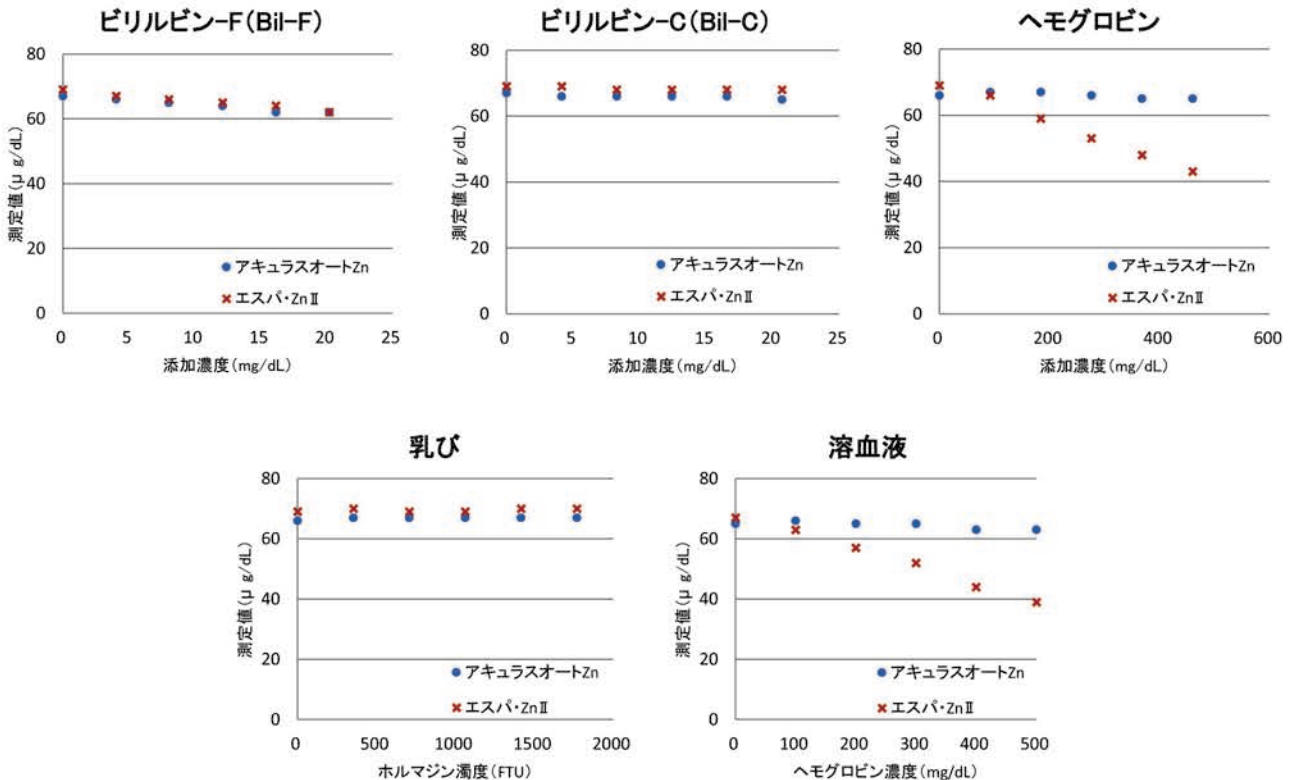 ビリルビン-F(Bil-F)
80
60
40
20
0
測定値(μ g/dL)
アキュラスオートZn
エスパ・ZnⅡ
0 5 10 15 20 25
添加濃度(mg/dL)
ビリルビン-C(Bil-C)
80
60
40
20
0
測定値(μ g/dL)
アキュラスオートZn
エスパ・ZnⅡ
0 5 10 15 20 25
添加濃度(mg/dL)
ヘモグロビン
80
60
40
20
0
測定値(μ g/dL)
アキュラスオートZn
エスパ・ZnⅡ
0 200 400 600
添加濃度(mg/dL)
乳び
80
60
40
20
0
測定値(μ g/dL)
アキュラスオートZn
エスパ・ZnⅡ
0 500 1000 1500 2000
ホルマジン濁度(FTU)
溶血液
80
60
40
20
0
測定値(μ g/dL)
アキュラスオートZn
エスパ・ZnⅡ
0 100 200 300 400 500
ヘモグロビン濃度(mg/dL)